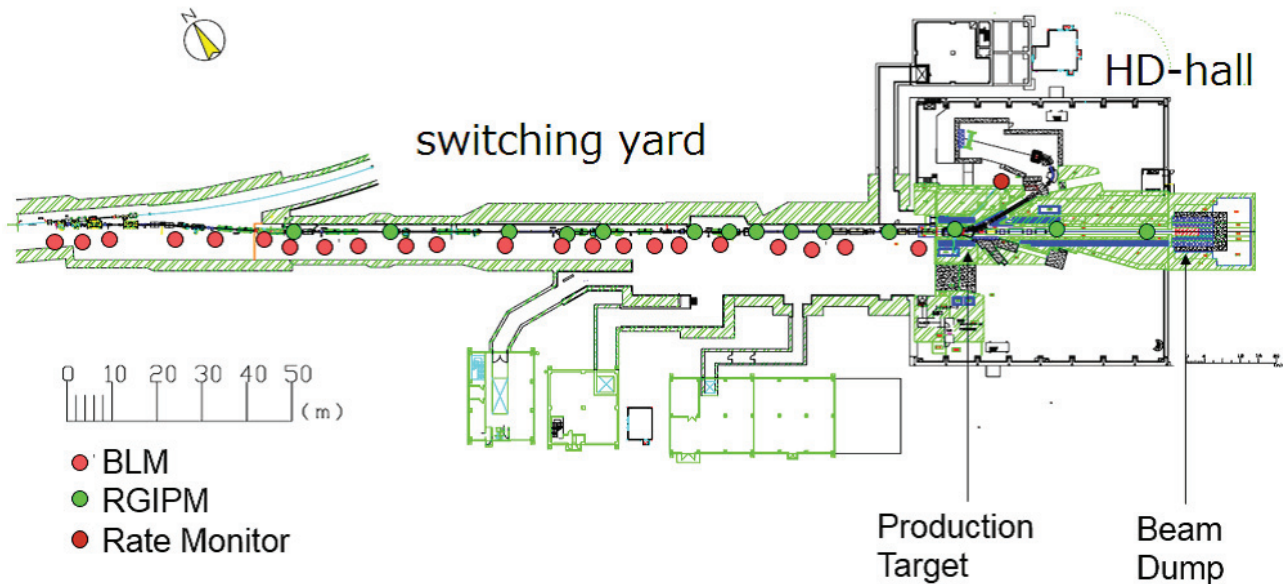 N
HD-hall
switching yard
0 10 20 30 40 50
(m)
BLM
RGIPM
Rate Monitor
Production
Target
Beam
Dump